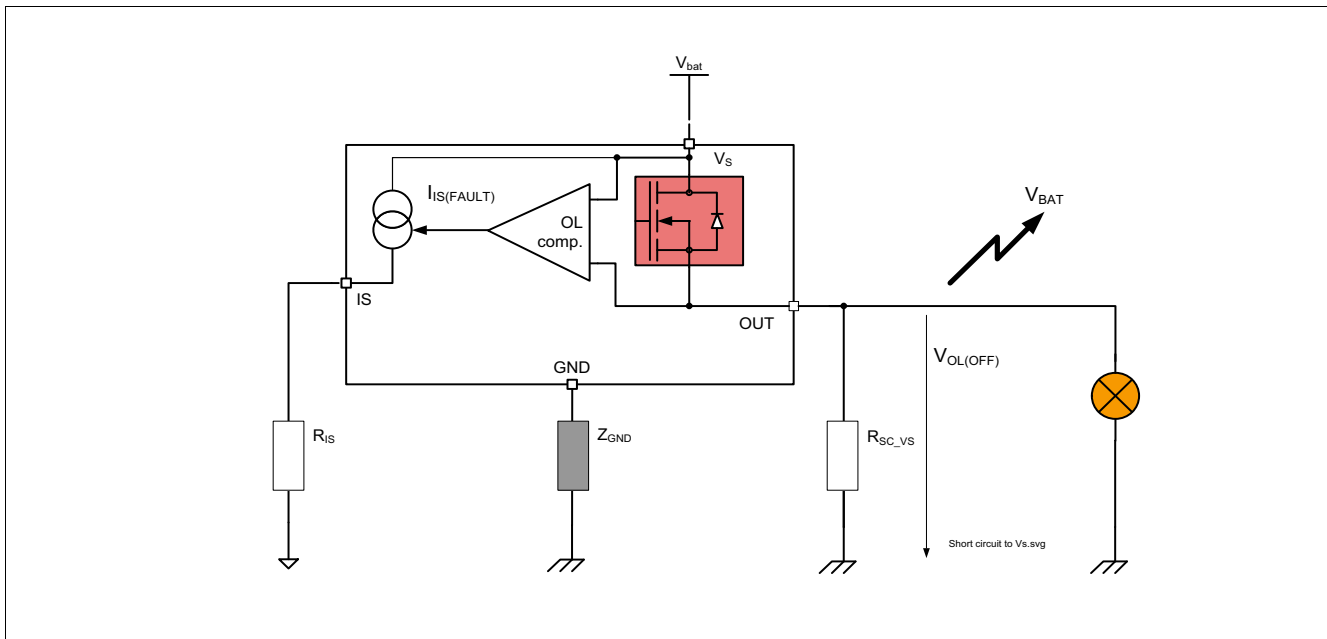 Vbat
VS
IIS(FAULT)
OL
comp.
VBAT
IS
OUT
VOL(OFF)
GND
RIS
ZGND
RSC_VS
Short circuit to Vs.svg